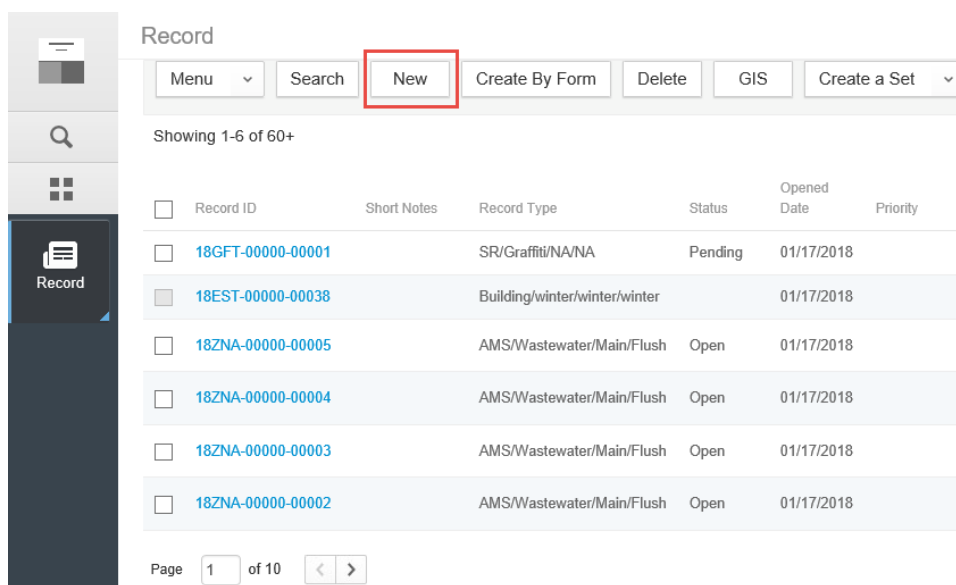 Record
Menu Search New Create By Form Delete GIS Create a Set
Showing 1-6 of 60+
Record ID Short Notes Record Type Status Opened Date Priority
18GFT-00000-00001 SR/Graffiti/NA/NA Pending 01/17/2018
Record
18EST-00000-00038 Building/winter/winter/winter 01/17/2018
18ZNA-00000-00005 AMS/Wastewater/Main/Flush Open 01/17/2018
18ZNA-00000-00004 AMS/Wastewater/Main/Flush Open 01/17/2018
18ZNA-00000-00003 AMS/Wastewater/Main/Flush Open 01/17/2018
18ZNA-00000-00002 AMS/Wastewater/Main/Flush Open 01/17/2018
Page 1 of 10